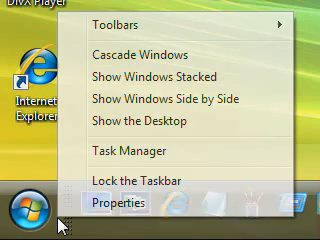 DivX Player
Internet
Explorer
Toolbars
Cascade Windows
Show Windows Stacked
Show Windows Side by Side
Show the Desktop
Task Manager
Lock the Taskbar
Properties